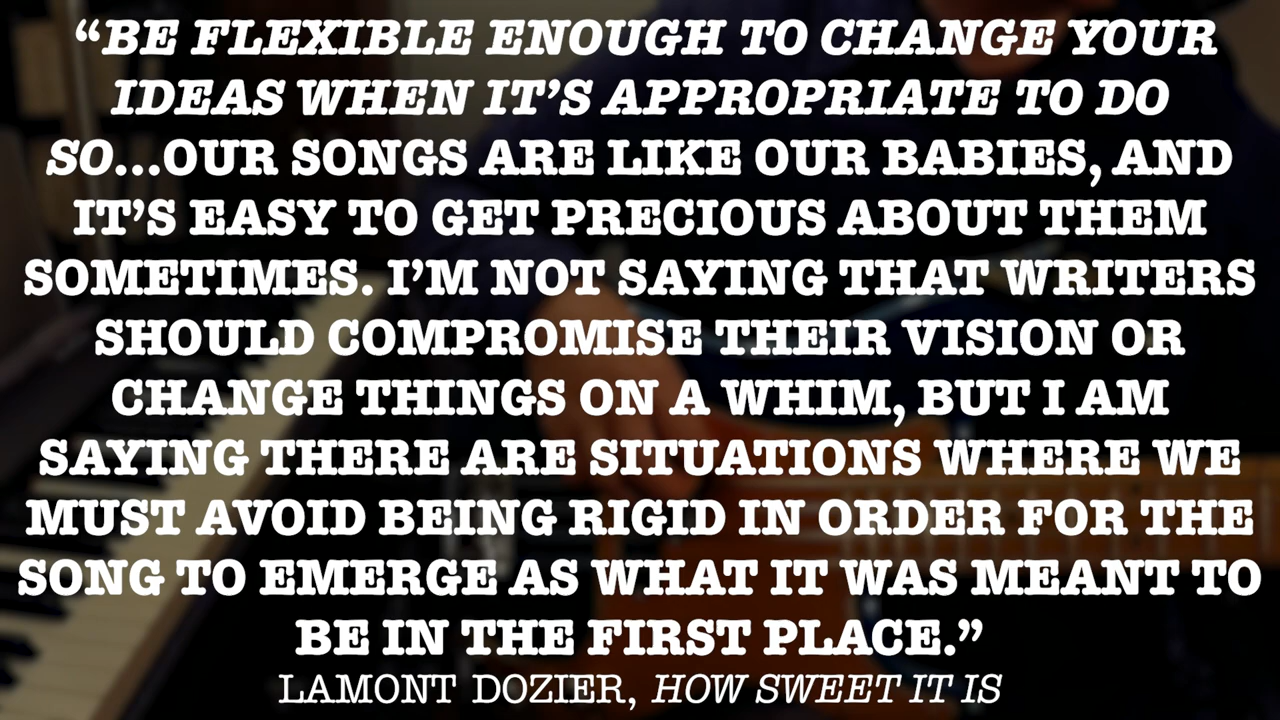 “BE FLEXIBLE ENOUGH TO CHANGE YOUR
IDEAS WHEN IT’S APPROPRIATE TO DO
SO…OUR SONGS ARE LIKE OUR BABIES, AND
IT’S EASY TO GET PRECIOUS ABOUT THEM
SOMETIMES. I’M NOT SAYING THAT WRITERS
SHOULD COMPROMISE THEIR VISION OR
CHANGE THINGS ON A WHIM, BUT I AM
SAYING THERE ARE SITUATIONS WHERE WE
MUST AVOID BEING RIGID IN ORDER FOR THE
SONG TO EMERGE AS WHAT IT WAS MEANT TO
BE IN THE FIRST PLACE.”
LAMONT DOZIER, HOW SWEET IT IS